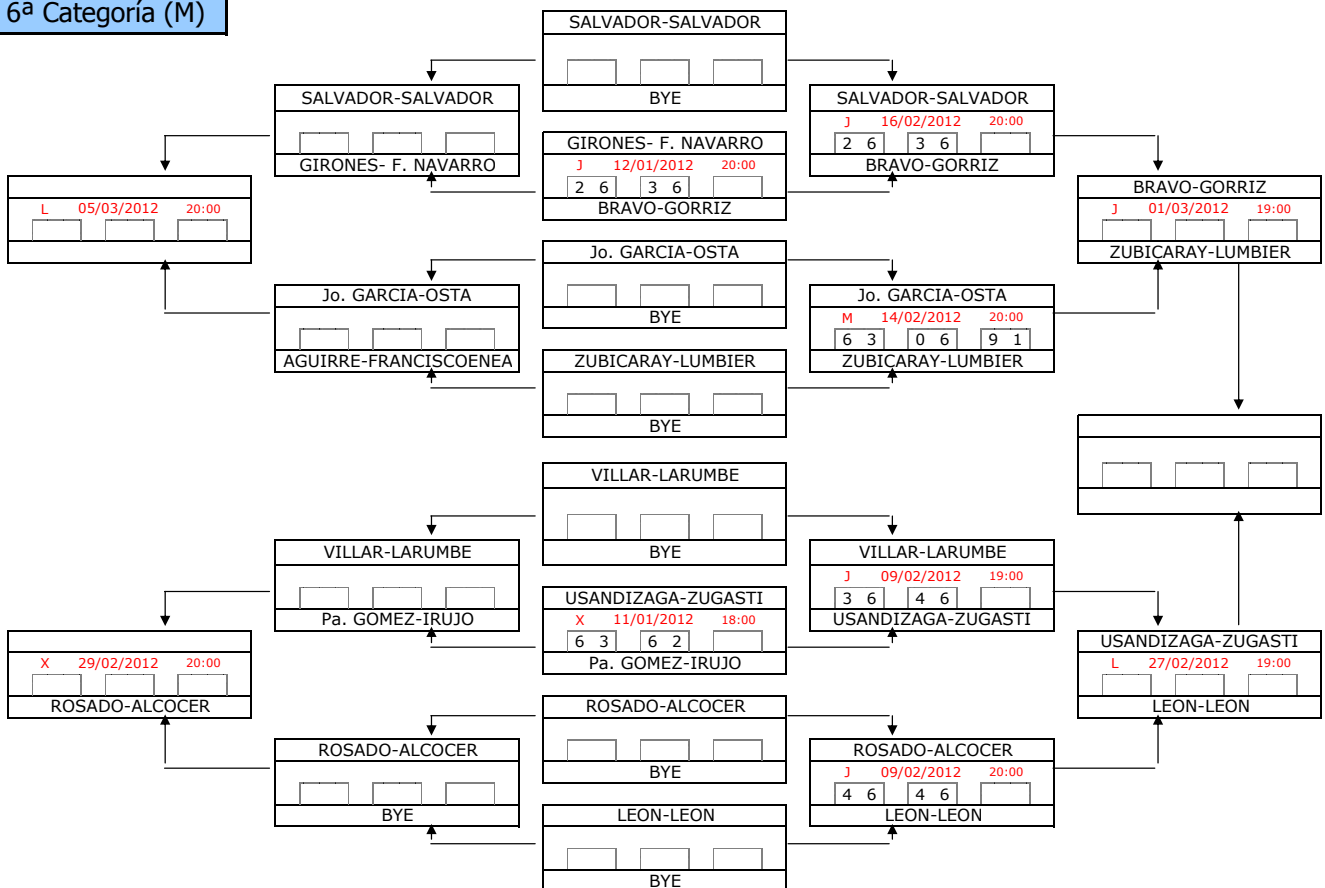 6ª Categoría (M)
SALVADOR-SALVADOR
BYE
SALVADOR-SALVADOR
GIRONES- F. NAVARRO
SALVADOR-SALVADOR
J 16/02/2012 20:00
2 6 3 6
BRAVO-GORRIZ
GIRONES- F. NAVARRO
J 12/01/2012 20:00
2 6 3 6
BRAVO-GORRIZ
L 05/03/2012 20:00
BRAVO-GORRIZ
J 01/03/2012 19:00
ZUBICARAY-LUMBIER
Jo. GARCIA-OSTA
BYE
Jo. GARCIA-OSTA
AGUIRRE-FRANCISCOENEA
Jo. GARCIA-OSTA
M 14/02/2012 20:00
6 3 0 6 9 1
ZUBICARAY-LUMBIER
ZUBICARAY-LUMBIER
BYE
VILLAR-LARUMBE
BYE
VILLAR-LARUMBE
Pa. GOMEZ-IRUJO
VILLAR-LARUMBE
J 09/02/2012 19:00
3 6 4 6
USANDIZAGA-ZUGASTI
USANDIZAGA-ZUGASTI
X 11/01/2012 18:00
6 3 6 2
Pa. GOMEZ-IRUJO
X 29/02/2012 20:00
ROSADO-ALCOCER
USANDIZAGA-ZUGASTI
L 27/02/2012 19:00
LEON-LEON
ROSADO-ALCOCER
BYE
ROSADO-ALCOCER
BYE
ROSADO-ALCOCER
J 09/02/2012 20:00
4 6 4 6
LEON-LEON
LEON-LEON
BYE